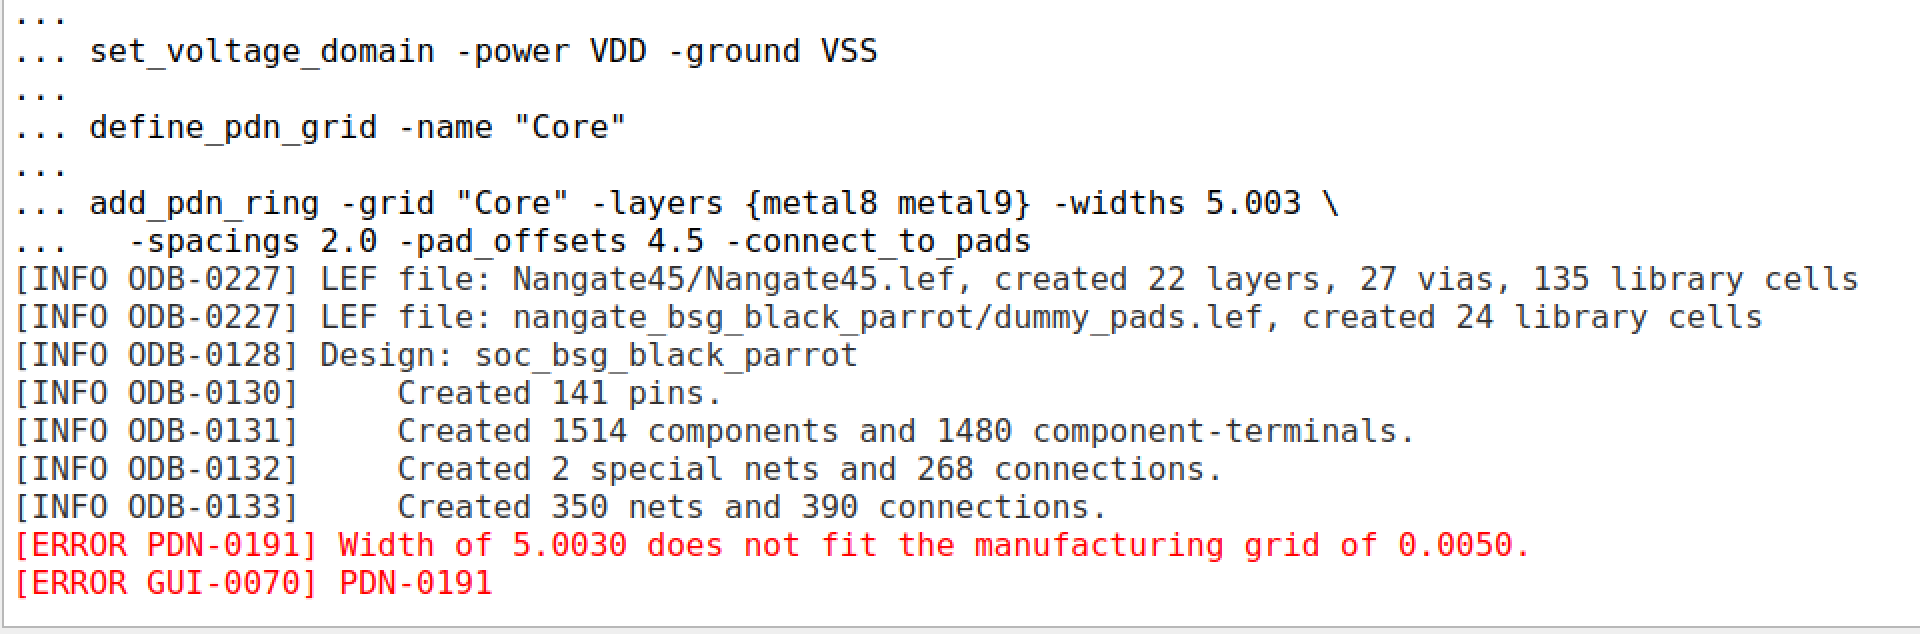 ...
... set_voltage_domain -power VDD -ground VSS
...
... define_pdn_grid -name "Core"
...
... add_pdn_ring -grid "Core" -layers {metal8 metal9} -widths 5.003 \
...   -spacings 2.0 -pad_offsets 4.5 -connect_to_pads
[INFO ODB-0227] LEF file: Nangate45/Nangate45.lef, created 22 layers, 27 vias, 135 library cells
[INFO ODB-0227] LEF file: nangate_bsg_black_parrot/dummy_pads.lef, created 24 library cells
[INFO ODB-0128] Design: soc_bsg_black_parrot
[INFO ODB-0130]     Created 141 pins.
[INFO ODB-0131]     Created 1514 components and 1480 component-terminals.
[INFO ODB-0132]     Created 2 special nets and 268 connections.
[INFO ODB-0133]     Created 350 nets and 390 connections.
[ERROR PDN-0191] Width of 5.0030 does not fit the manufacturing grid of 0.0050.
[ERROR GUI-0070] PDN-0191